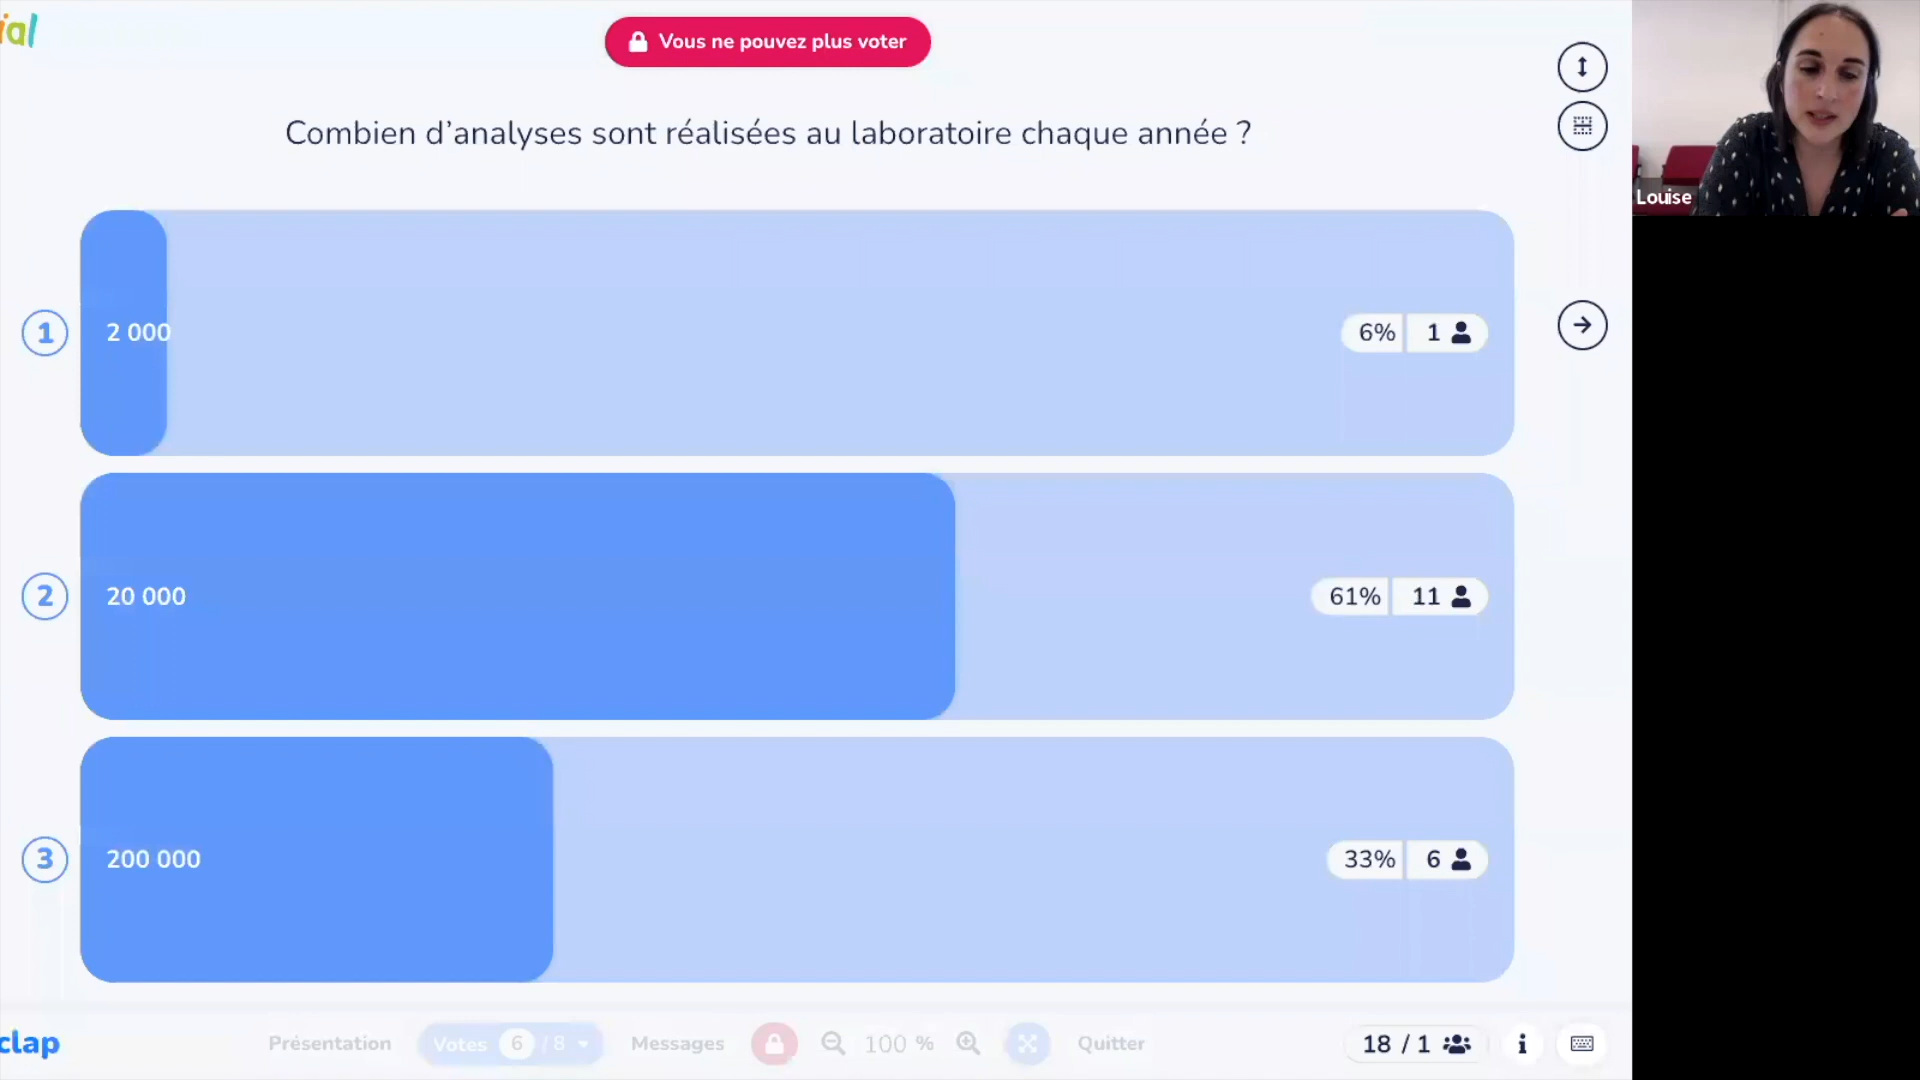 ial
Vous ne pouvez plus voter
Combien d’analyses sont réalisées au laboratoire chaque année ?
Louise
1
2 000
6%
1
2
20 000
61%
11
3
200 000
33%
6
clap
Présentation
Votes 6 / 8
Messages
100 %
Quitter
18 / 1